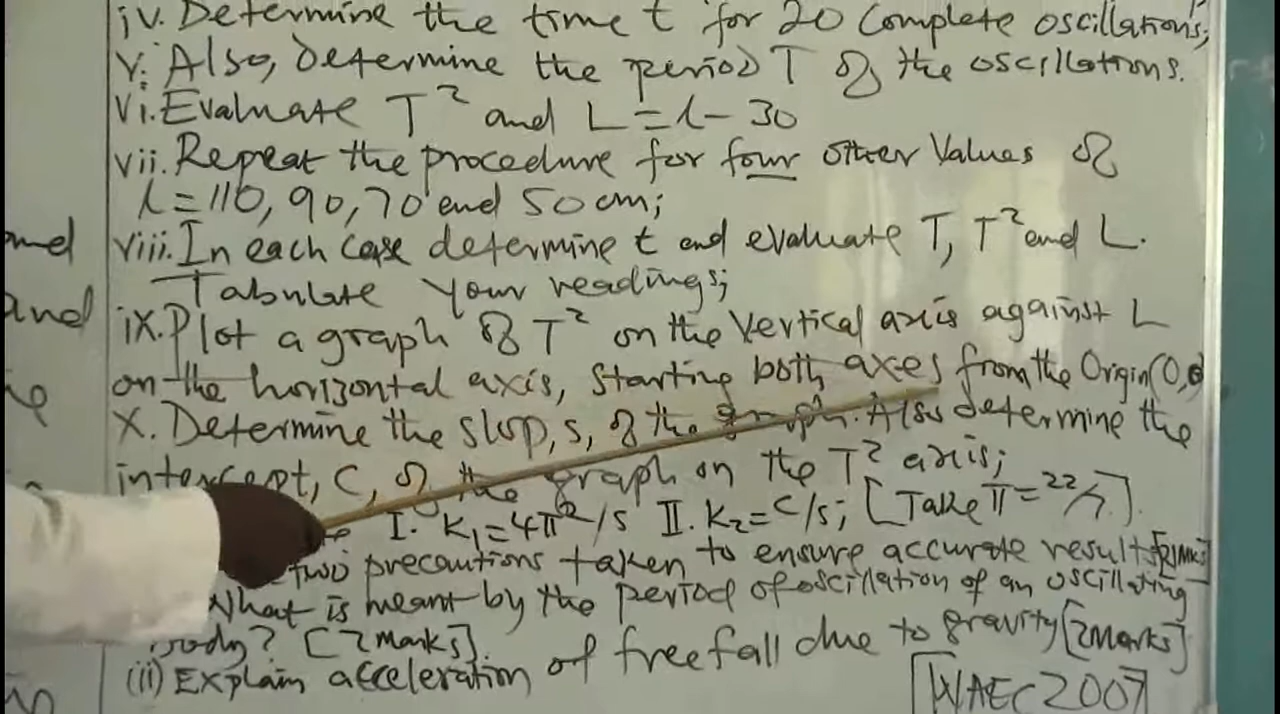 iv. Determine the time t for 20 Complete oscillations;
v. Also, Determine the period T of the oscillations.
vi. Evaluate T² and L = l - 30
vii. Repeat the procedure for four other Values of
l = 110, 90, 70 and 50 cm;
and viii. In each case determine t and evaluate T, T² and L.
Tabulate your readings;
and ix. Plot a graph of T² on the Vertical axis against L
on the horizontal axis, Starting both axes from the Origin (0,0)
x. Determine the slop, s, of the graph. Also determine the
intercept, C, of the graph on the T² axis;
I. K₁ = 4π²/s II. K₂ = C/s; [Take π = 22/7].
Two precautions taken to ensure accurate results [2Mks]
What is meant by the period of oscillation of an oscillating
body? [2 marks].
(ii) Explain acceleration of free fall due to gravity [2Marks]
[WAEC 2007]